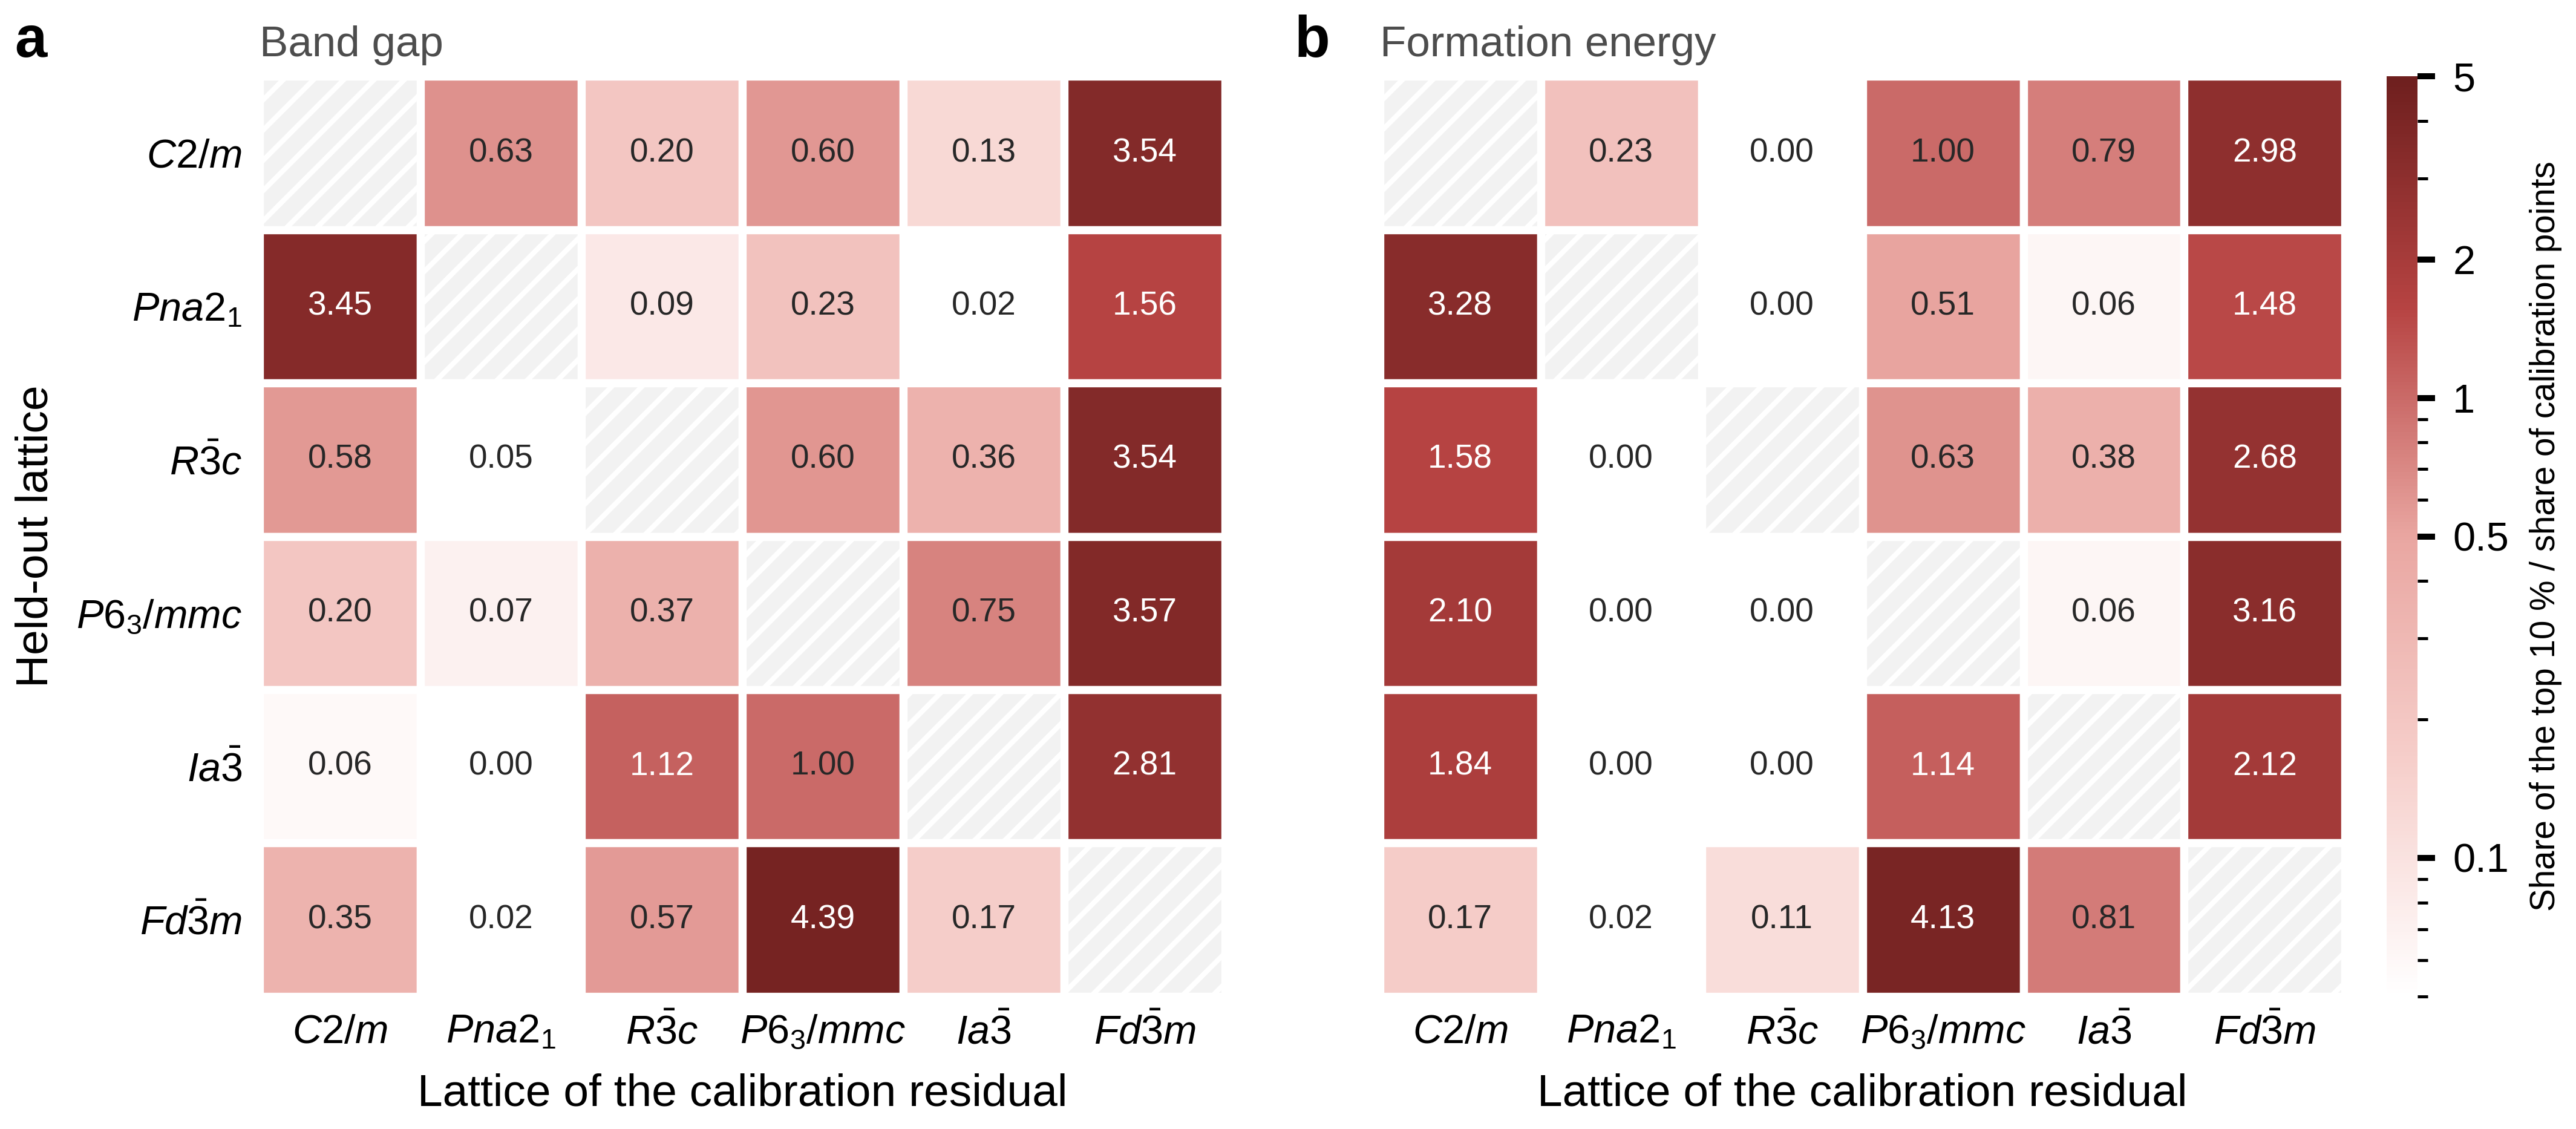 a Band gap
C2/m 0.63 0.20 0.60 0.13 3.54
Pna2₁ 3.45 0.09 0.23 0.02 1.56
R3̄c 0.58 0.05 0.60 0.36 3.54
P6₃/mmc 0.20 0.07 0.37 0.75 3.57
Ia3̄ 0.06 0.00 1.12 1.00 2.81
Fd3̄m 0.35 0.02 0.57 4.39 0.17
C2/m Pna2₁ R3̄c P6₃/mmc Ia3̄ Fd3̄m
Lattice of the calibration residual
Held-out lattice
b Formation energy
0.23 0.00 1.00 0.79 2.98
3.28 0.00 0.51 0.06 1.48
1.58 0.00 0.63 0.38 2.68
2.10 0.00 0.00 0.06 3.16
1.84 0.00 0.00 1.14 2.12
0.17 0.02 0.11 4.13 0.81
C2/m Pna2₁ R3̄c P6₃/mmc Ia3̄ Fd3̄m
Lattice of the calibration residual
5
2
1
0.5
0.1
Share of the top 10 % / share of calibration points